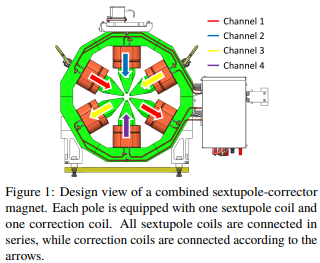 Channel 1
Channel 2
Channel 3
Channel 4
Figure 1: Design view of a combined sextupole-corrector
magnet. Each pole is equipped with one sextupole coil and
one correction coil. All sextupole coils are connected in
series, while correction coils are connected according to the
arrows.